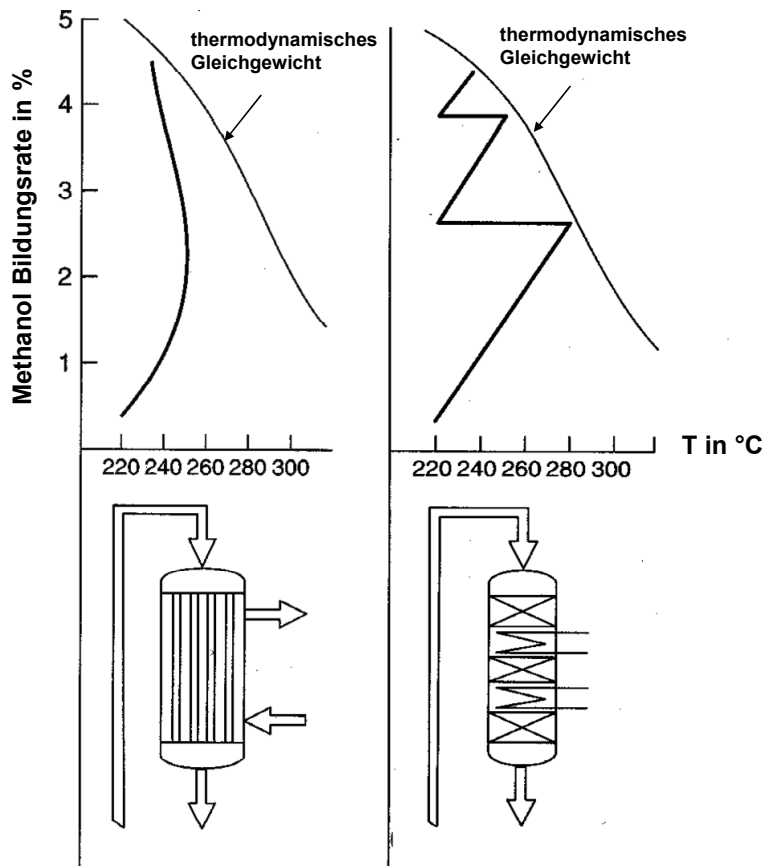 5
thermodynamisches
Gleichgewicht
4
3
2
1
Methanol Bildungsrate in %
220 240 260 280 300
thermodynamisches
Gleichgewicht
220 240 260 280 300
T in °C